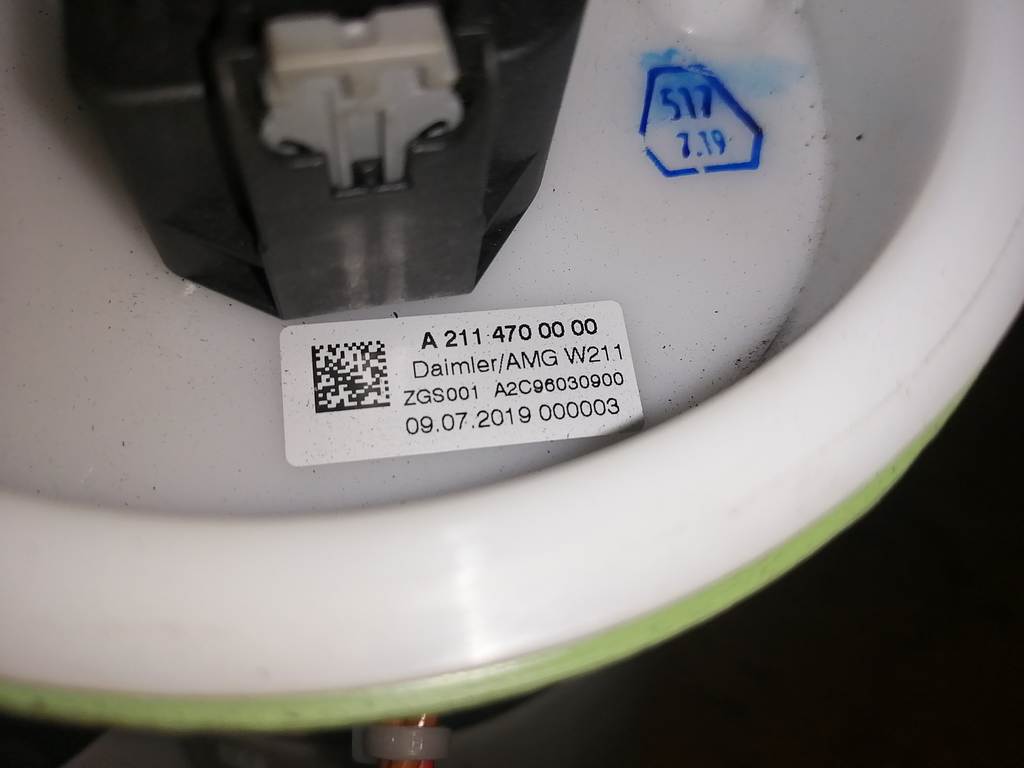 517
7.19
A 211 470 00 00
Daimler/AMG W211
ZGS001 A2C96030900
09.07.2019 000003